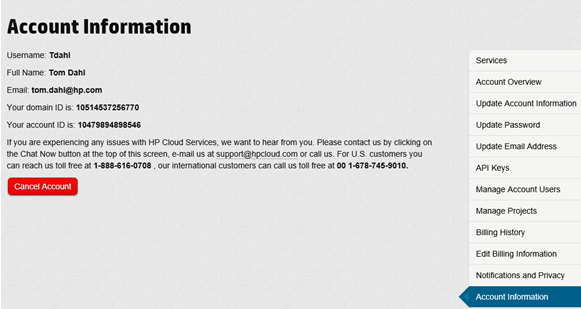 Account Information
Username: Tdahl
Full Name: Tom Dahl
Email: tom.dahl@hp.com
Your domain ID is: 10514537256770
Your account ID is: 10479894898546
If you are experiencing any issues with HP Cloud Services, we want to hear from you. Please contact us by clicking on
the Chat Now button at the top of this screen, e-mail us at support@hpcloud.com or call us. For U.S. customers you
can reach us toll free at 1-888-616-0708 , our international customers can call us toll free at 00 1-678-745-9010.
Cancel Account
Services
Account Overview
Update Account Information
Update Password
Update Email Address
API Keys
Manage Account Users
Manage Projects
Billing History
Edit Billing Information
Notifications and Privacy
Account Information